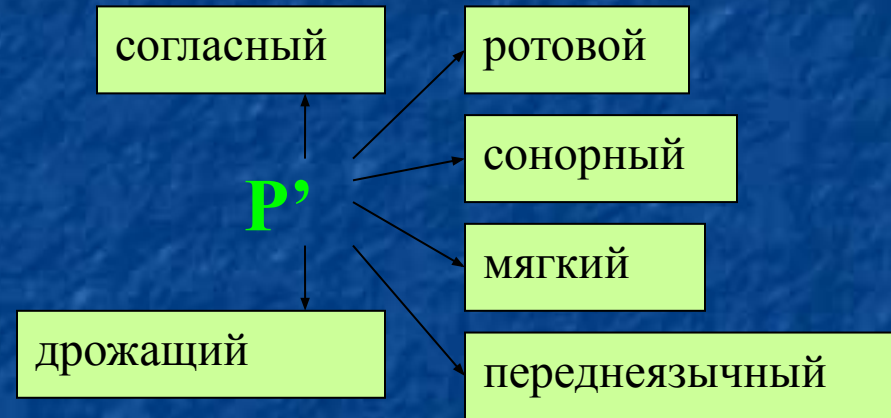 согласный
ротовой
сонорный
Р’
мягкий
дрожащий
переднеязычный